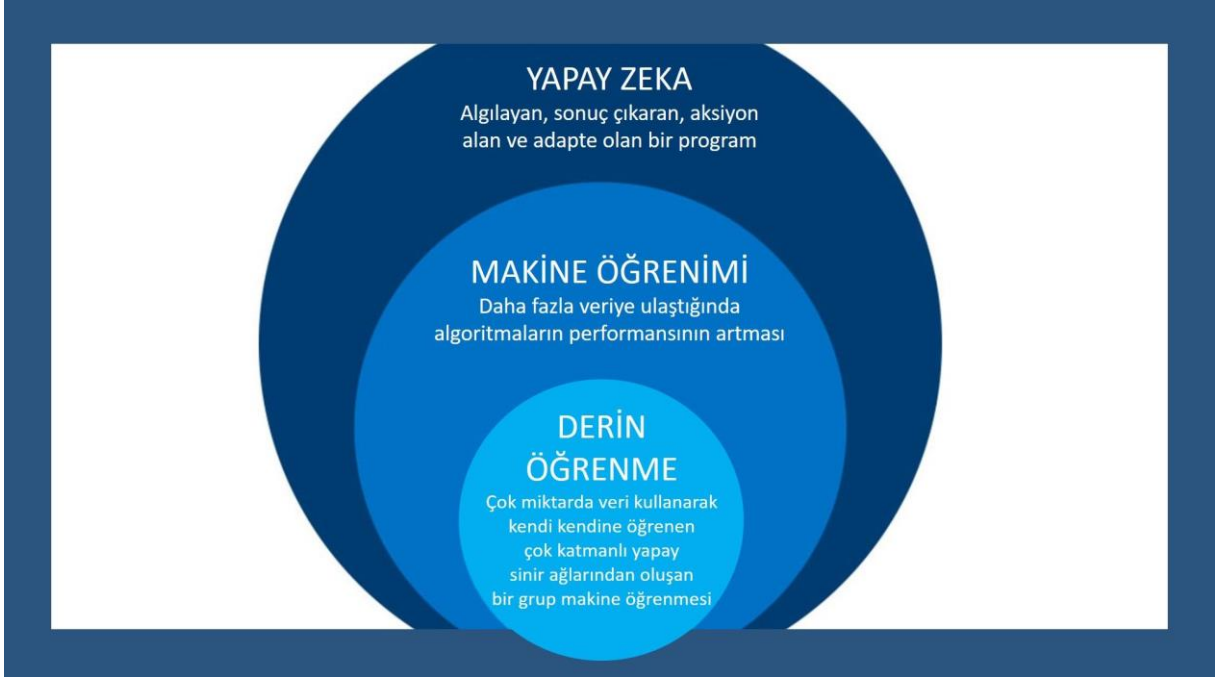 YAPAY ZEKA
Algılayan, sonuç çıkaran, aksiyon
alan ve adapte olan bir program
MAKİNE ÖĞRENİMİ
Daha fazla veriye ulaştığında
algoritmaların performansının artması
DERİN
ÖĞRENME
Çok miktarda veri kullanarak
kendi kendine öğrenen
çok katmanlı yapay
sinir ağlarından oluşan
bir grup makine öğrenmesi